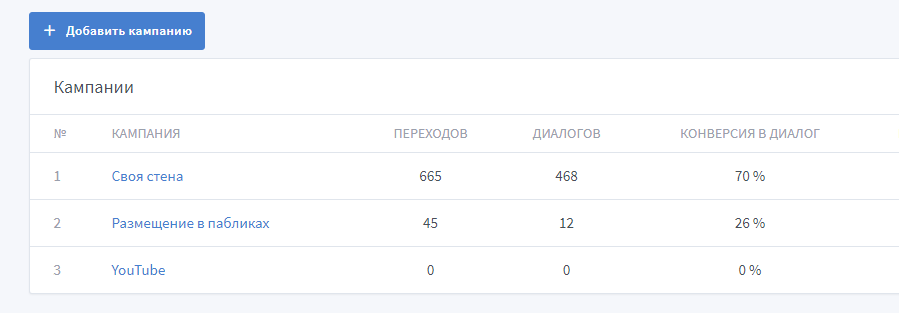 + Добавить кампанию
Кампании
№ КАМПАНИЯ ПЕРЕХОДОВ ДИАЛОГОВ КОНВЕРСИЯ В ДИАЛОГ
1 Своя стена 665 468 70 %
2 Размещение в пабликах 45 12 26 %
3 YouTube 0 0 0 %